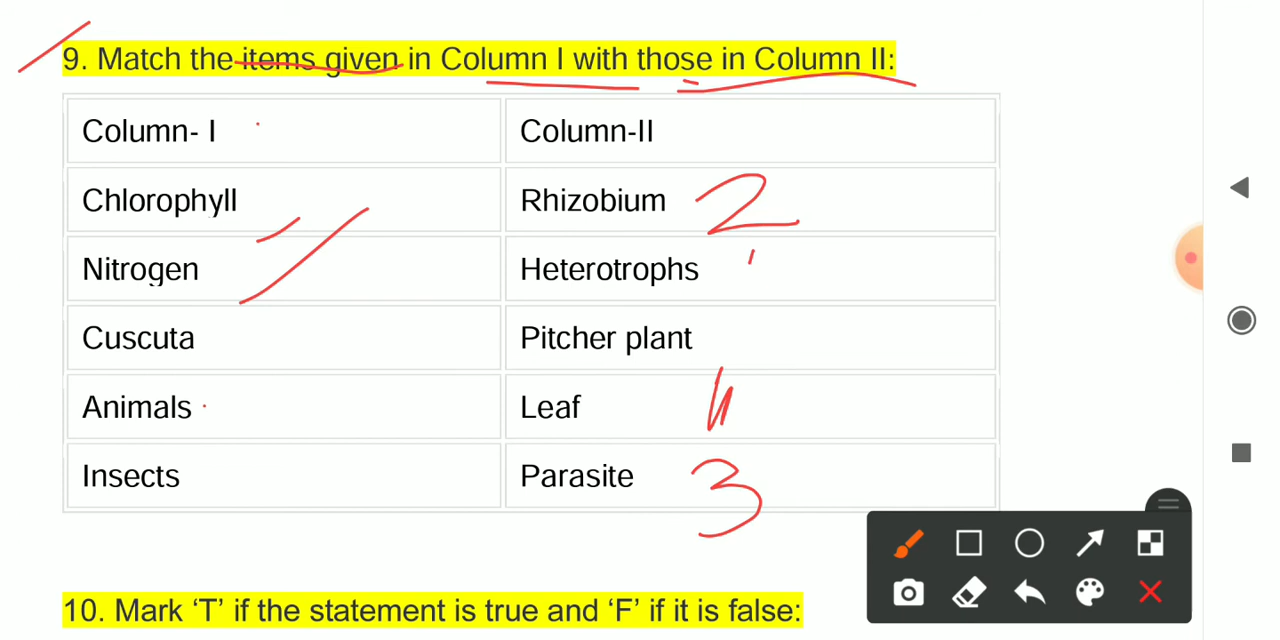 9. Match the items given in Column I with those in Column II:
Column- I Column-II
Chlorophyll Rhizobium 2
Nitrogen Heterotrophs
Cuscuta Pitcher plant
Animals Leaf
Insects Parasite 3
10. Mark ‘T’ if the statement is true and ‘F’ if it is false: